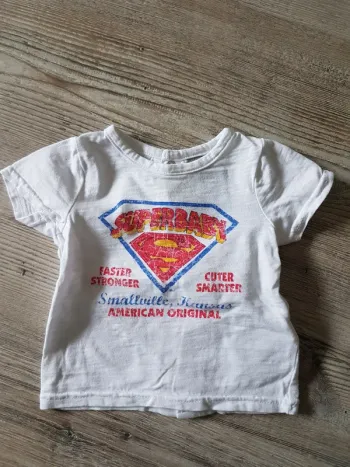 SUPERBABY
S
FASTER CUTER
STRONGER SMARTER
Smallville, Kansas
AMERICAN ORIGINAL